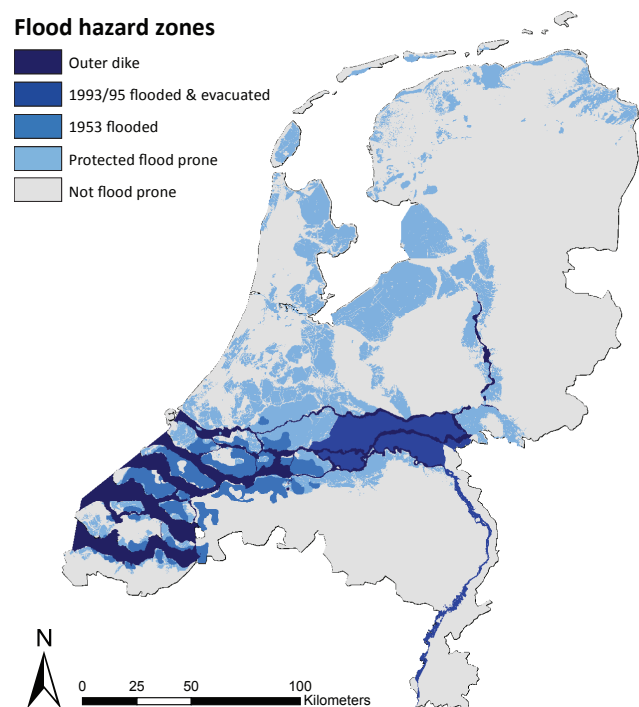 Flood hazard zones
Outer dike
1993/95 flooded & evacuated
1953 flooded
Protected flood prone
Not flood prone
N
0 25 50 100
Kilometers